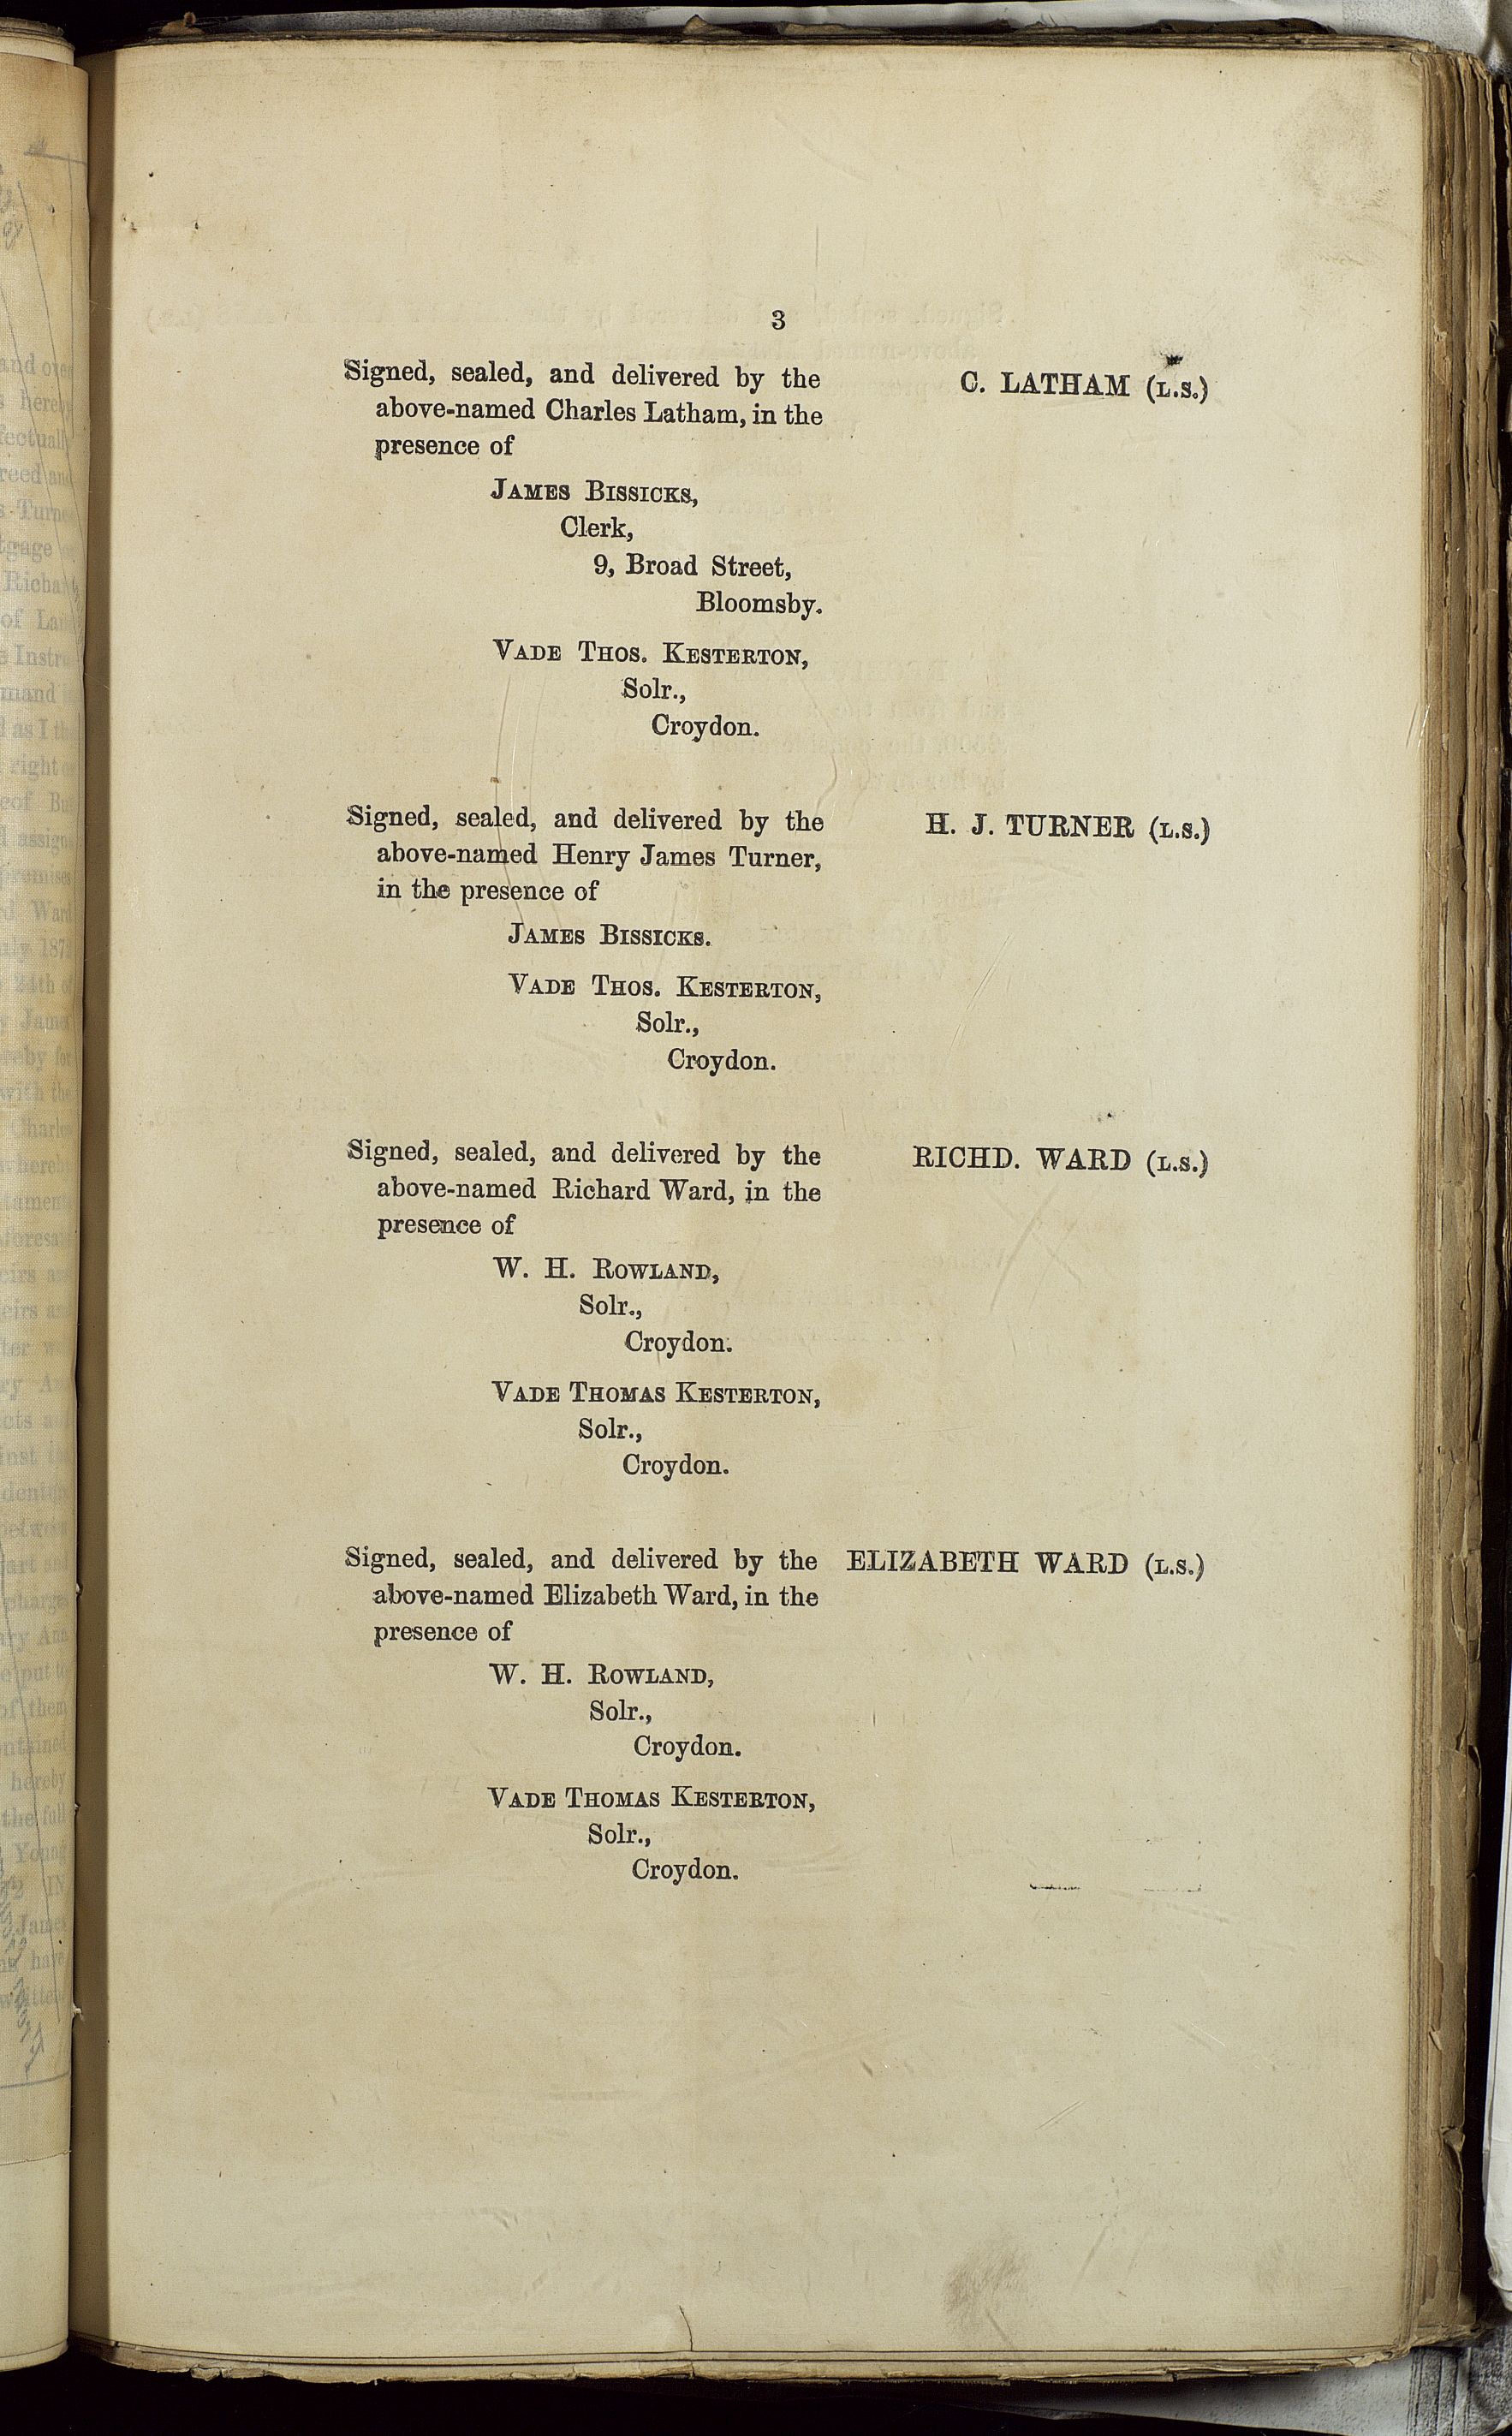 3
Signed, sealed, and delivered by the C. LATHAM (L.S.)
above-named Charles Latham, in the
presence of
JAMES BISSICKS,
Clerk,
9, Broad Street,
Bloomsby.
VADE THOS. KESTERTON,
Solr.,
Croydon.
Signed, sealed, and delivered by the H. J. TURNER (L.S.)
above-named Henry James Turner,
in the presence of
JAMES BISSICKS.
VADE THOS. KESTERTON,
Solr.,
Croydon.
Signed, sealed, and delivered by the RICHD. WARD (L.S.)
above-named Richard Ward, in the
presence of
W. H. ROWLAND,
Solr.,
Croydon.
VADE THOMAS KESTERTON,
Solr.,
Croydon.
Signed, sealed, and delivered by the ELIZABETH WARD (L.S.)
above-named Elizabeth Ward, in the
presence of
W. H. ROWLAND,
Solr.,
Croydon.
VADE THOMAS KESTERTON,
Solr.,
Croydon.